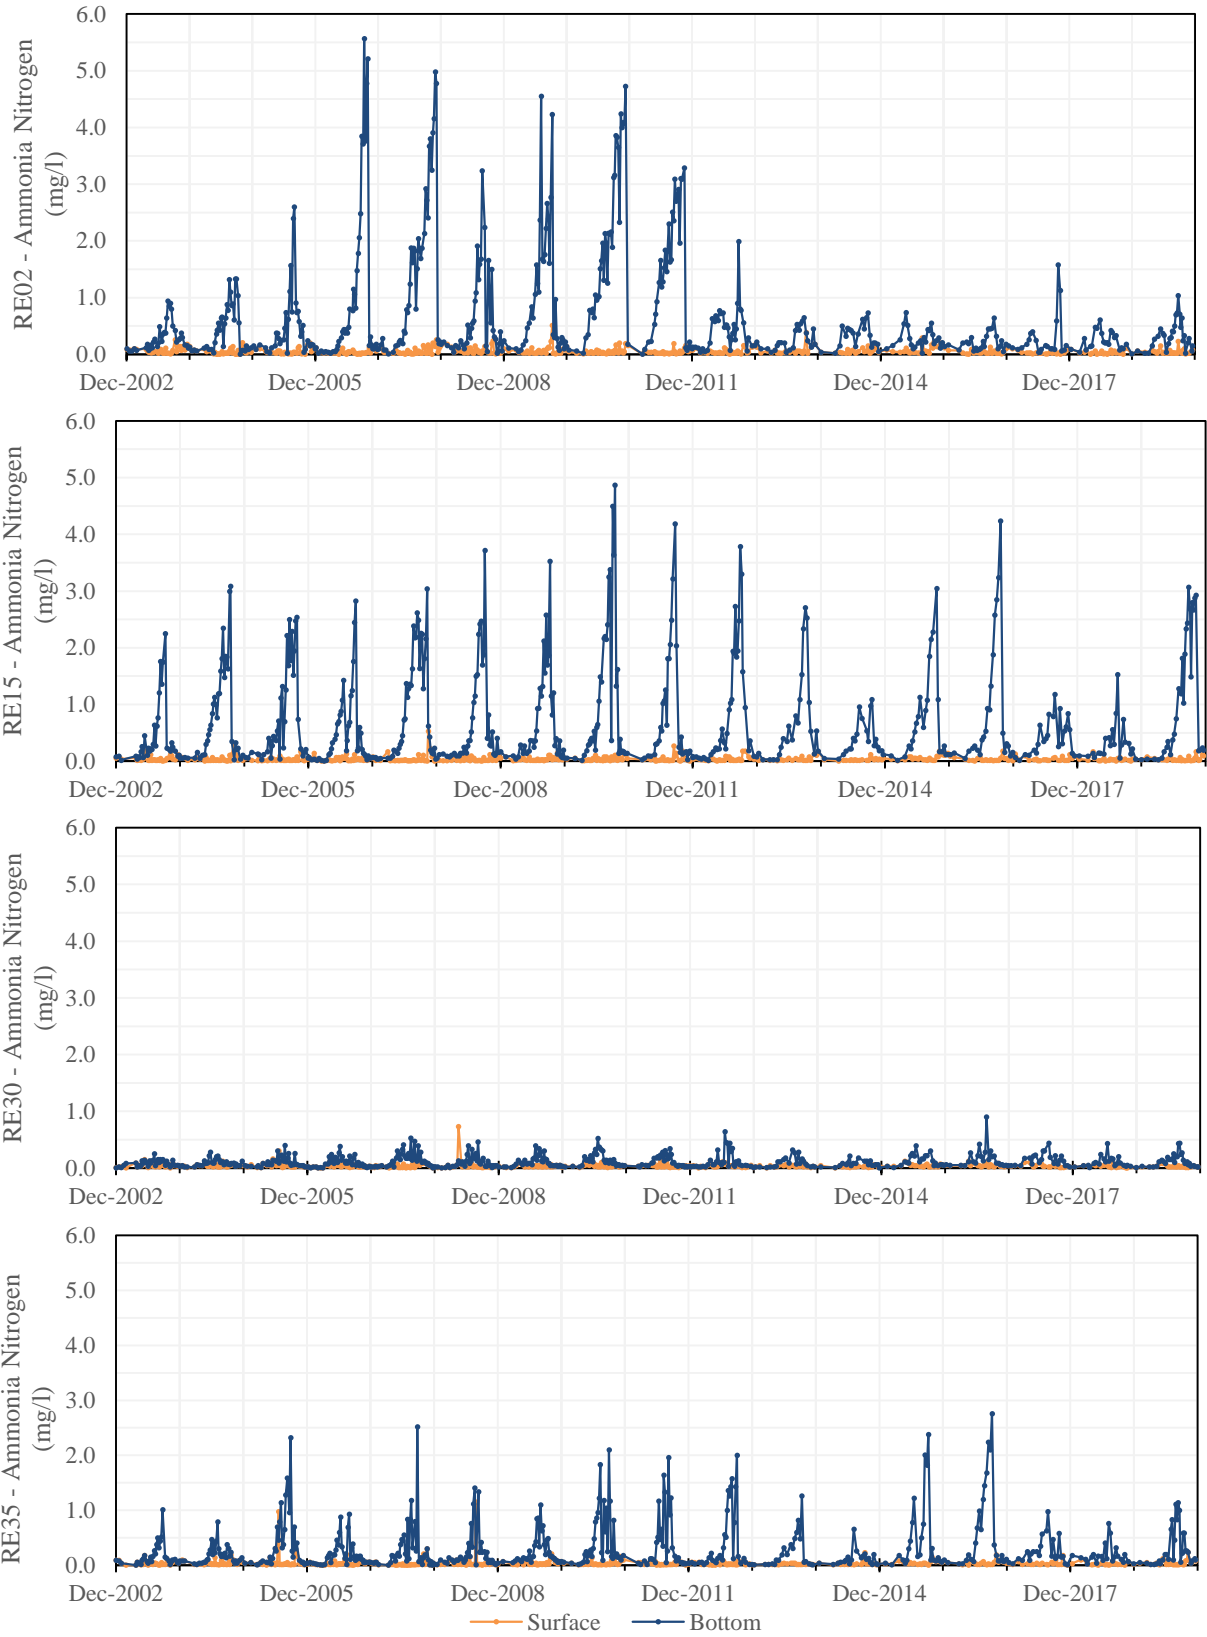 RE02 - Ammonia Nitrogen
(mg/l)
6.0
5.0
4.0
3.0
2.0
1.0
0.0
Dec-2002 Dec-2005 Dec-2008 Dec-2011 Dec-2014 Dec-2017
RE15 - Ammonia Nitrogen
(mg/l)
6.0
5.0
4.0
3.0
2.0
1.0
0.0
Dec-2002 Dec-2005 Dec-2008 Dec-2011 Dec-2014 Dec-2017
RE30 - Ammonia Nitrogen
(mg/l)
6.0
5.0
4.0
3.0
2.0
1.0
0.0
Dec-2002 Dec-2005 Dec-2008 Dec-2011 Dec-2014 Dec-2017
RE35 - Ammonia Nitrogen
(mg/l)
6.0
5.0
4.0
3.0
2.0
1.0
0.0
Dec-2002 Dec-2005 Dec-2008 Dec-2011 Dec-2014 Dec-2017
Surface Bottom